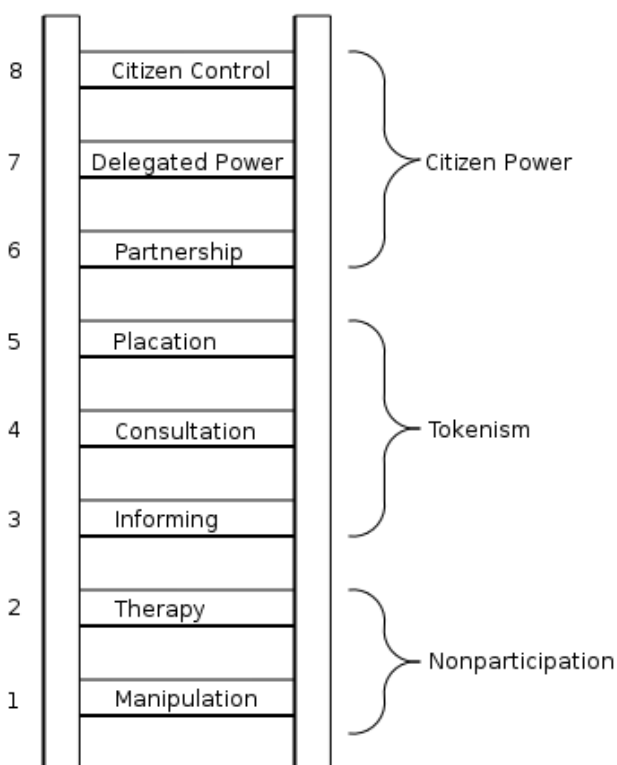 8 Citizen Control
7 Delegated Power Citizen Power
6 Partnership
5 Placation
4 Consultation Tokenism
3 Informing
2 Therapy
Nonparticipation
1 Manipulation